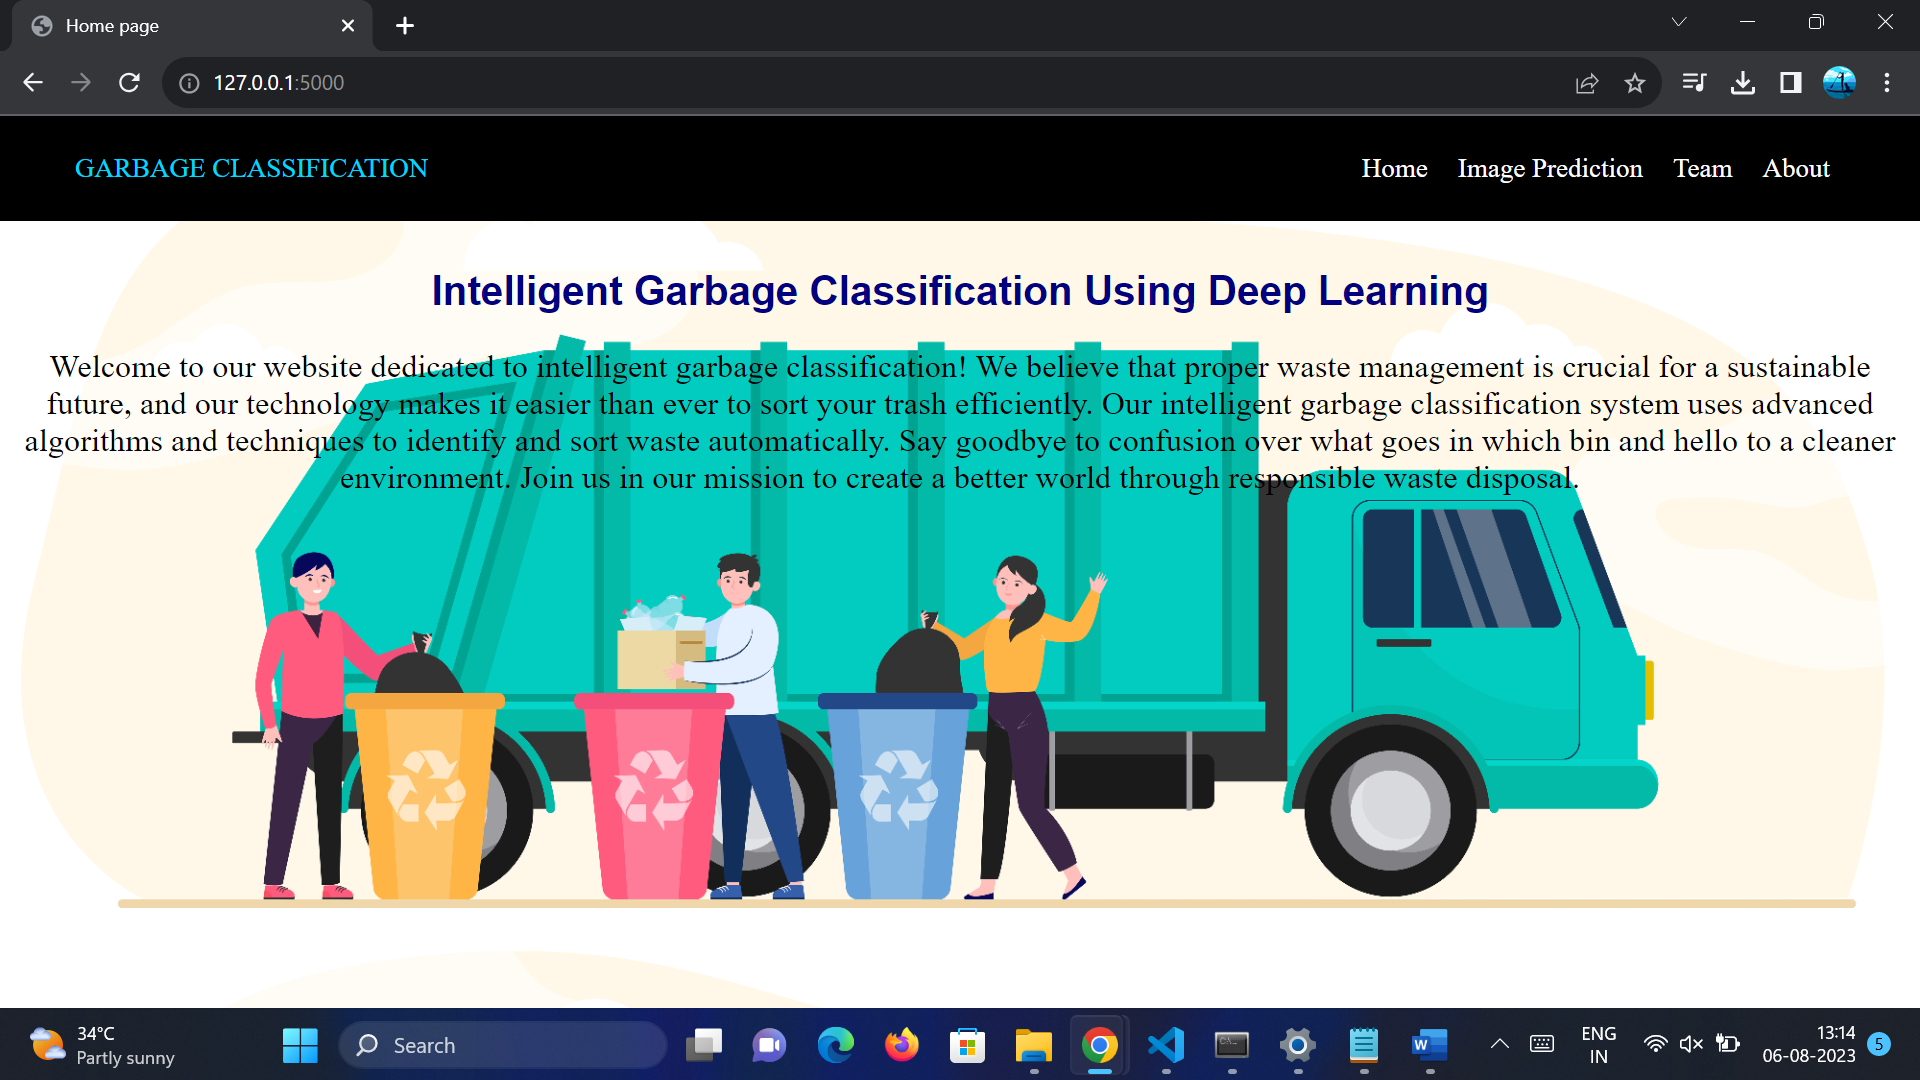 Home page
127.0.0.1:5000
GARBAGE CLASSIFICATION
Home Image Prediction Team About
Intelligent Garbage Classification Using Deep Learning
Welcome to our website dedicated to intelligent garbage classification! We believe that proper waste management is crucial for a sustainable
future, and our technology makes it easier than ever to sort your trash efficiently. Our intelligent garbage classification system uses advanced
algorithms and techniques to identify and sort waste automatically. Say goodbye to confusion over what goes in which bin and hello to a cleaner
environment. Join us in our mission to create a better world through responsible waste disposal.
34°C
Partly sunny
Search
C:\_
W
ENG
IN
13:14
06-08-2023
5